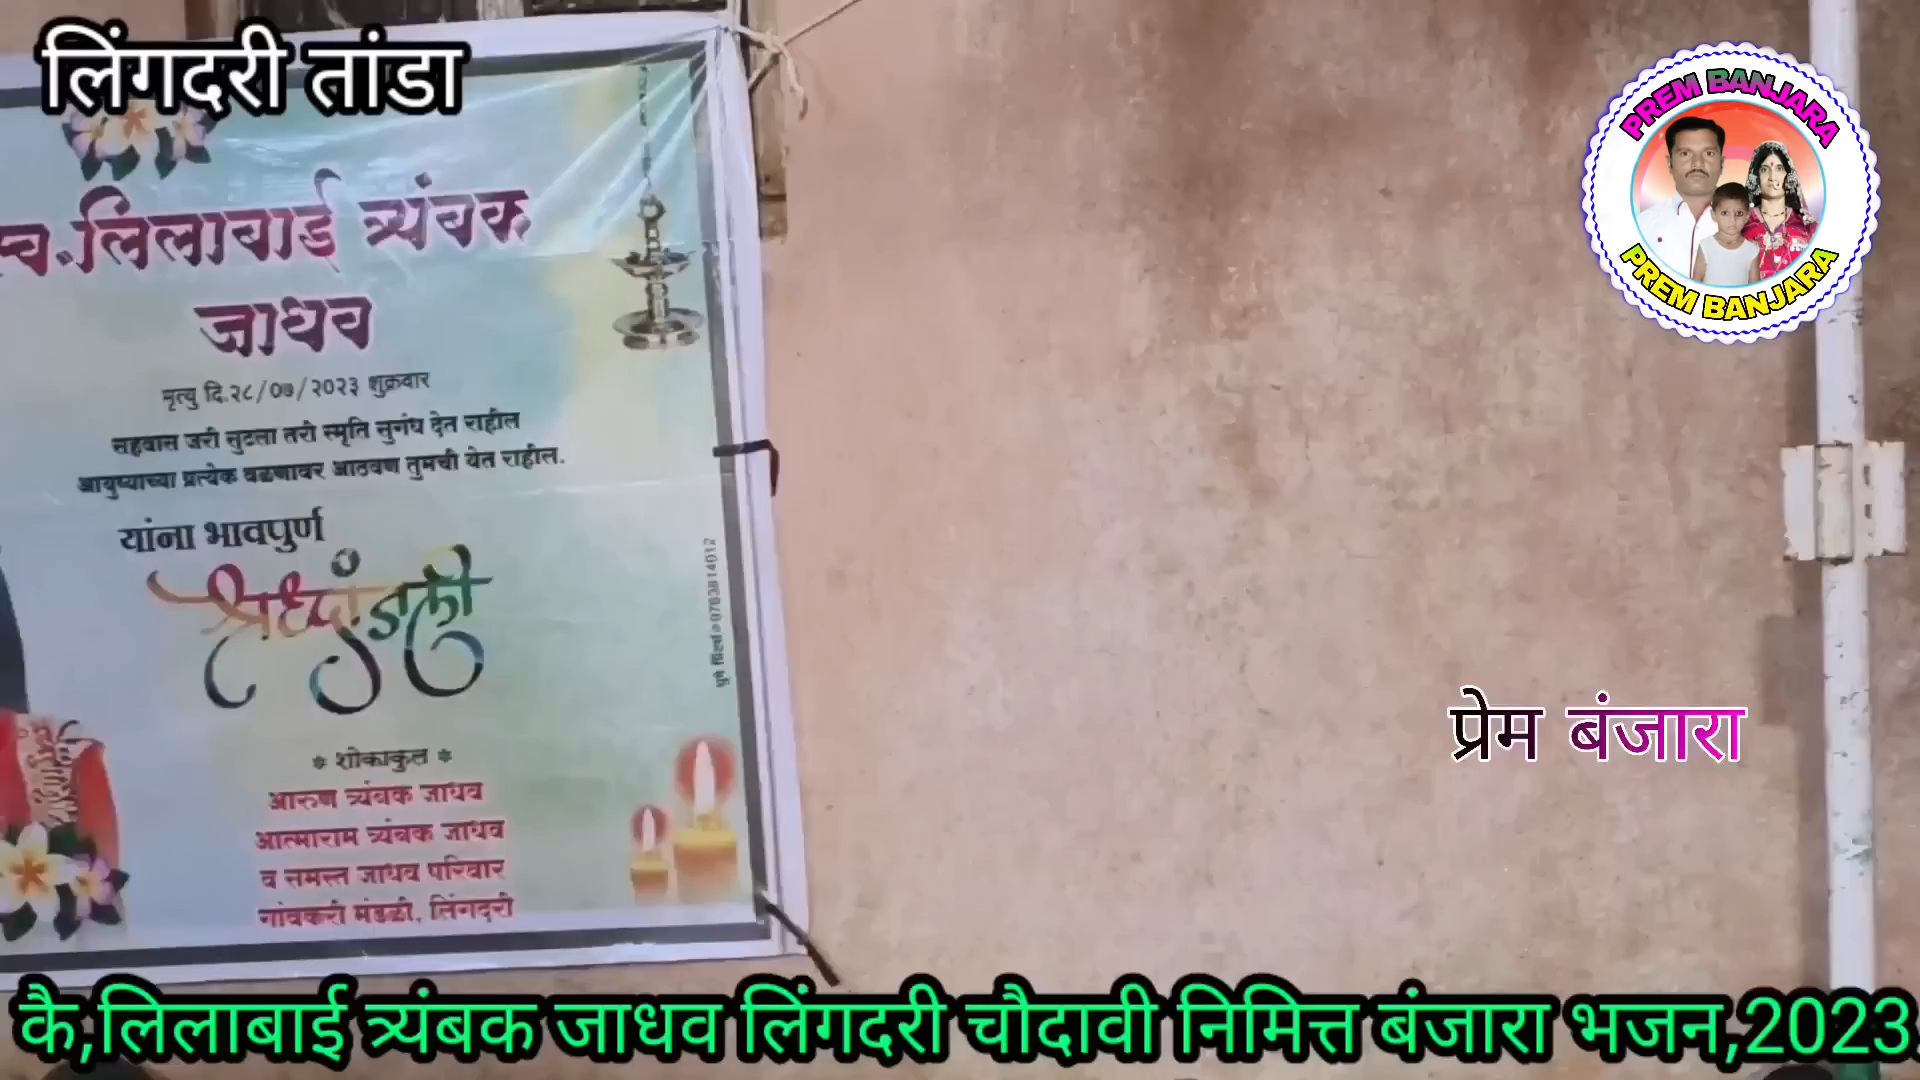 लिंगदरी तांडा
PREM BANJARA
PREM BANJARA
स्व.लिलाबाई त्र्यंबक
जाधव
मृत्यु दि.२८/०७/२०२३ शुक्रवार
सहवास जरी सुटला तरी स्मृति सुगंध देत राहील
आयुष्याच्या प्रत्येक वळणावर आठवण तुमची येत राहील.
यांना भावपुर्ण
श्रध्दांजली
* शोकाकुल *
आरुण त्र्यंबक जाधव
आत्माराम त्र्यंबक जाधव
व समस्त जाधव परिवार
गांवकरी मंडळी, लिंगदरी
प्रेम बंजारा
कै,लिलाबाई त्र्यंबक जाधव लिंगदरी चौदावी निमित्त बंजारा भजन,2023.